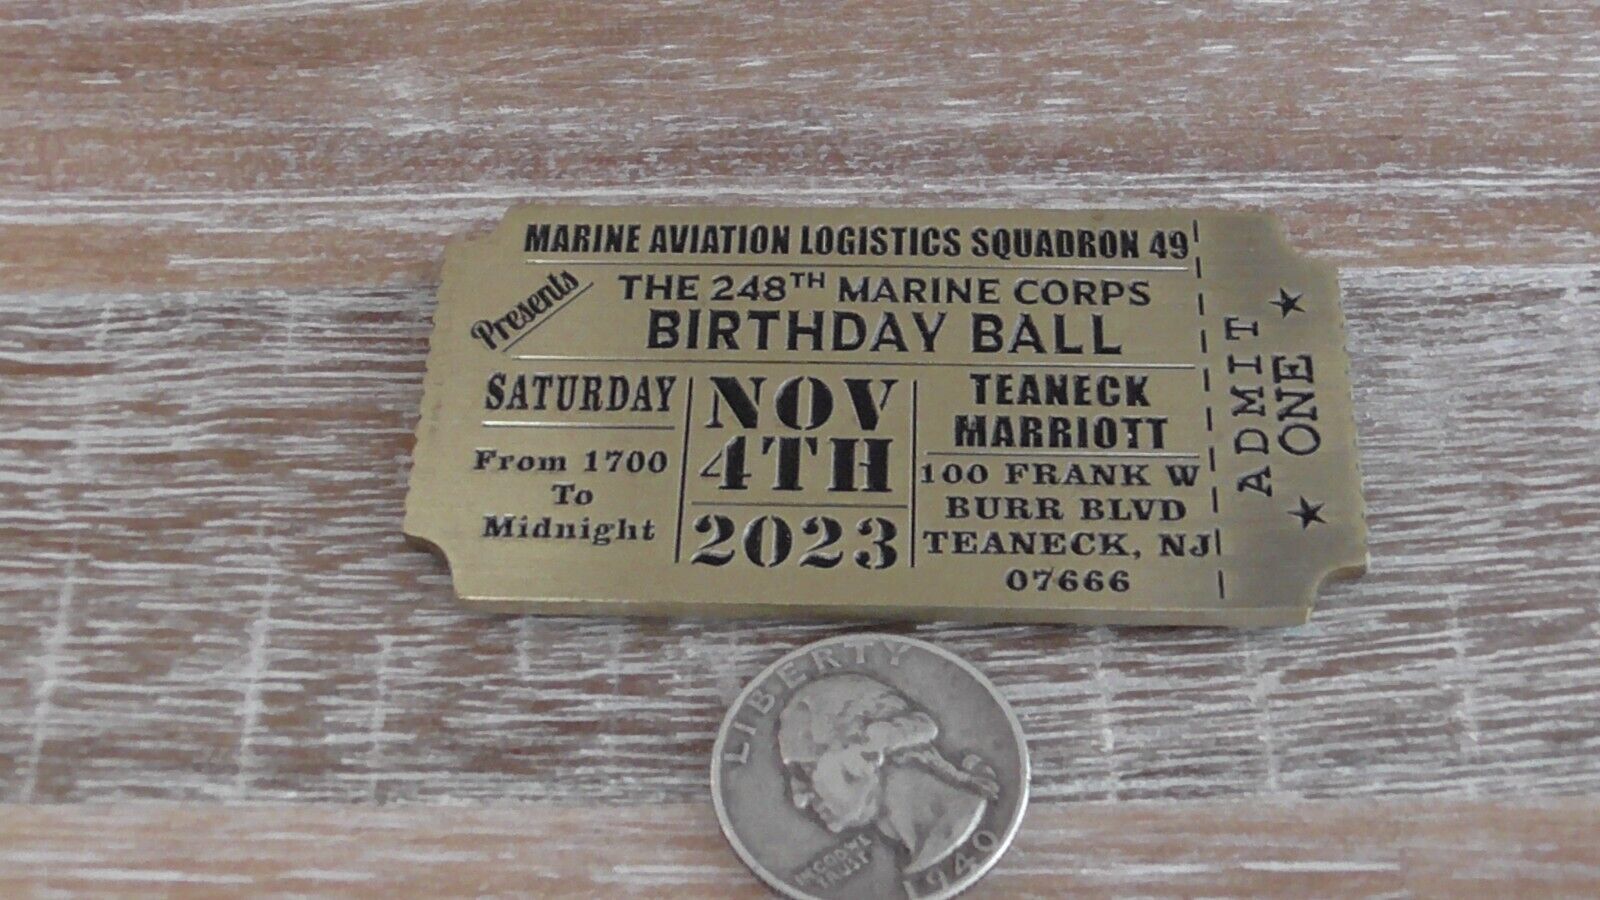 MARINE AVIATION LOGISTICS SQUADRON 49
Presents
THE 248TH MARINE CORPS
BIRTHDAY BALL
SATURDAY
From 1700
To
Midnight
NOV
4TH
2023
TEANECK
MARRIOTT
100 FRANK W
BURR BLVD
TEANECK, NJ
07666
ADMIT
ONE
LIBERTY
IN GOD WE
TRUST
1940